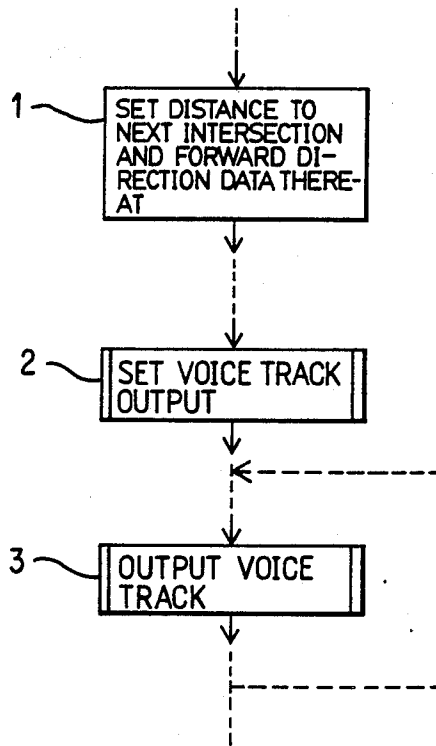 1
SET DISTANCE TO
NEXT INTERSECTION
AND FORWARD DI-
RECTION DATA THERE-
AT
2
SET VOICE TRACK
OUTPUT
3
OUTPUT VOICE
TRACK